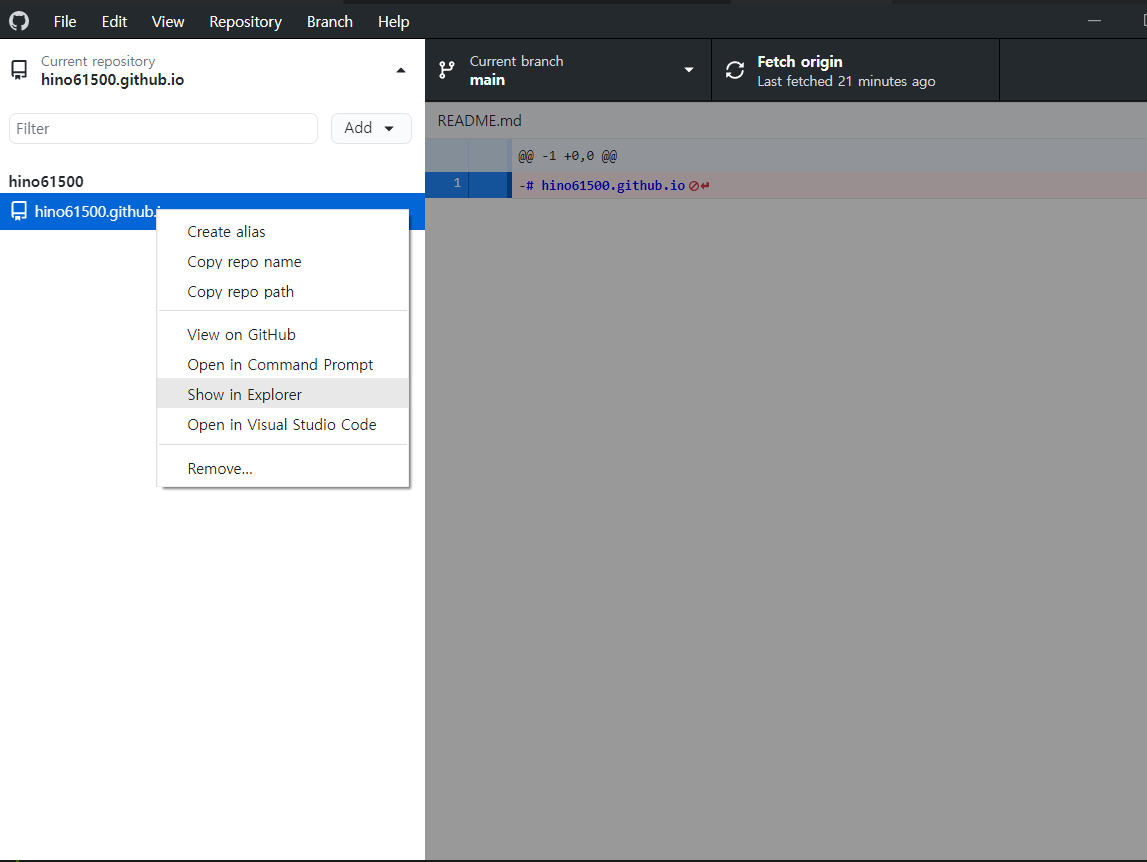 File Edit View Repository Branch Help
Current repository
hino61500.github.io
Current branch
main
Fetch origin
Last fetched 21 minutes ago
Filter
Add
hino61500
hino61500.github.i
Create alias
Copy repo name
Copy repo path
View on GitHub
Open in Command Prompt
Show in Explorer
Open in Visual Studio Code
Remove...
README.md
@@ -1 +0,0 @@
1 -# hino61500.github.io